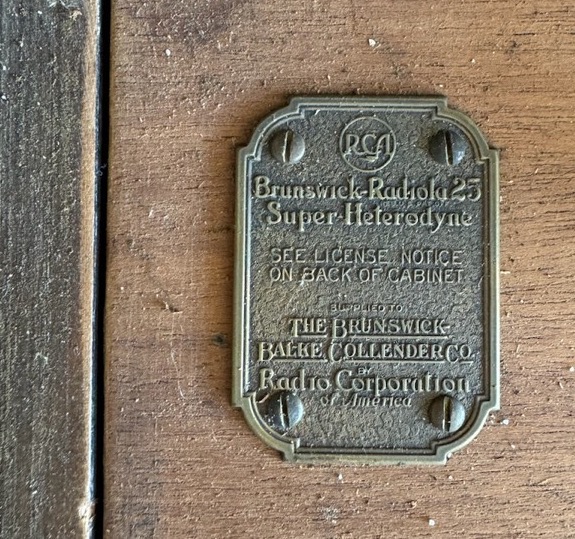 RCA
Brunswick-Radiola 25
Super-Heterodyne
SEE LICENSE NOTICE
ON BACK OF CABINET
SUPPLIED TO
THE BRUNSWICK-
BALKE, COLLENDER CO.
BY
Radio Corporation
of America